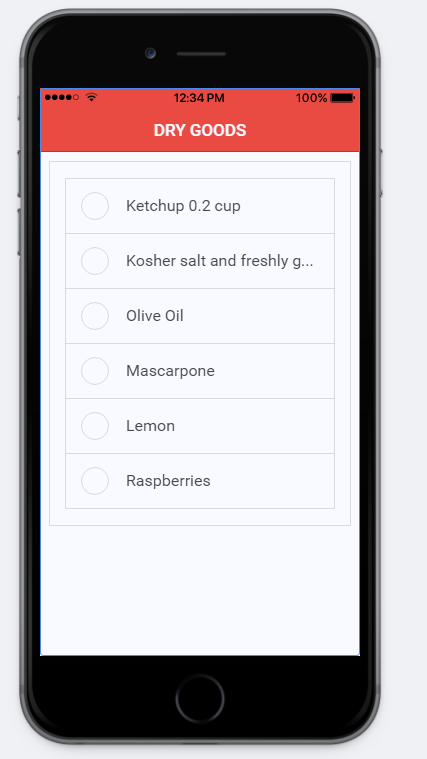 12:34 PM 100%
DRY GOODS
Ketchup 0.2 cup
Kosher salt and freshly g...
Olive Oil
Mascarpone
Lemon
Raspberries